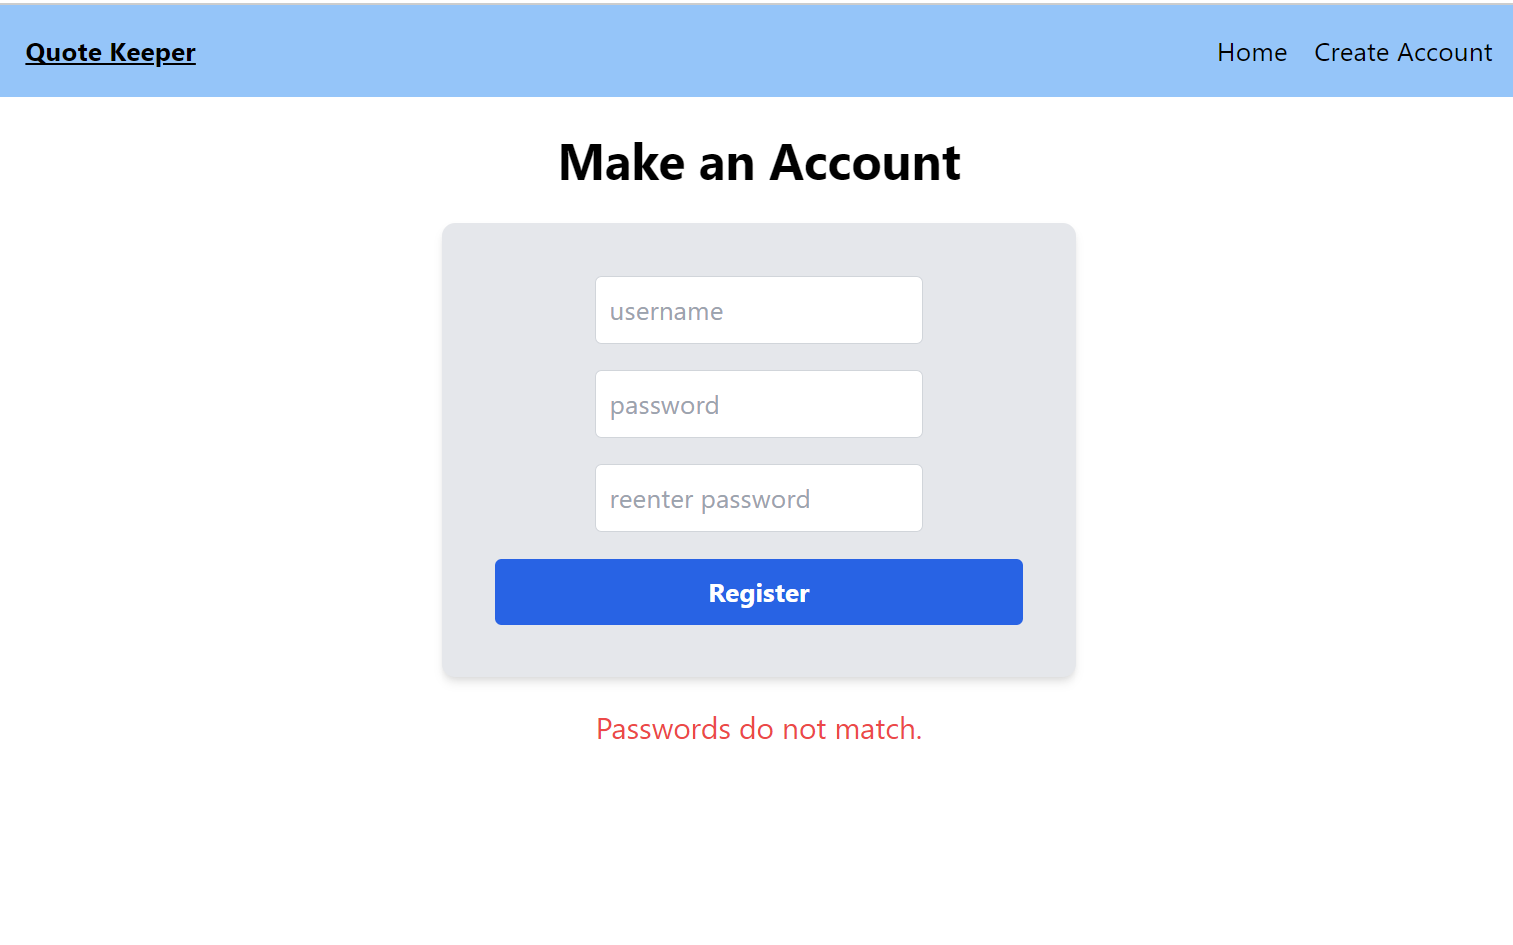 Quote Keeper
Home
Create Account
Make an Account
username
password
reenter password
Register
Passwords do not match.